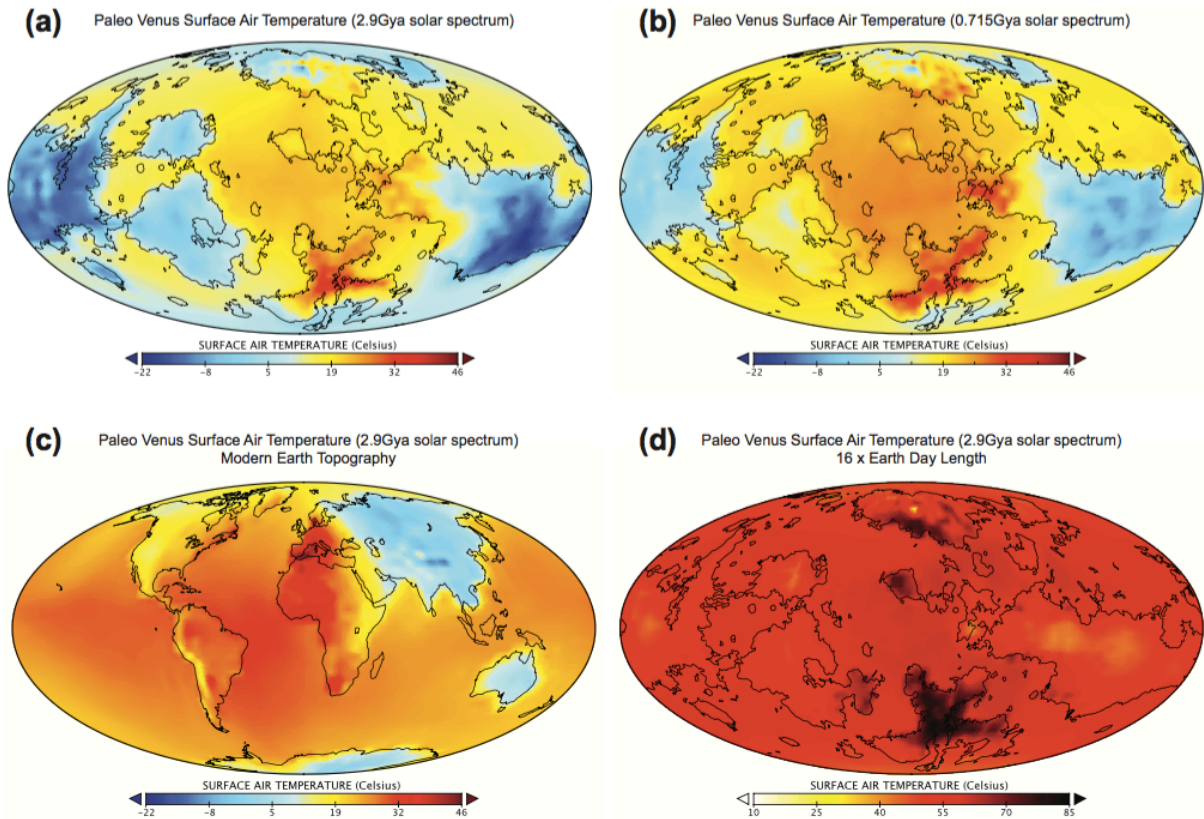 (a)
Paleo Venus Surface Air Temperature (2.9Gya solar spectrum)
SURFACE AIR TEMPERATURE (Celsius)
-22 -8 5 19 32 46
(b)
Paleo Venus Surface Air Temperature (0.715Gya solar spectrum)
SURFACE AIR TEMPERATURE (Celsius)
-22 -8 5 19 32 46
(c)
Paleo Venus Surface Air Temperature (2.9Gya solar spectrum)
Modern Earth Topography
SURFACE AIR TEMPERATURE (Celsius)
-22 -8 5 19 32 46
(d)
Paleo Venus Surface Air Temperature (2.9Gya solar spectrum)
16 x Earth Day Length
SURFACE AIR TEMPERATURE (Celsius)
10 25 40 55 70 85